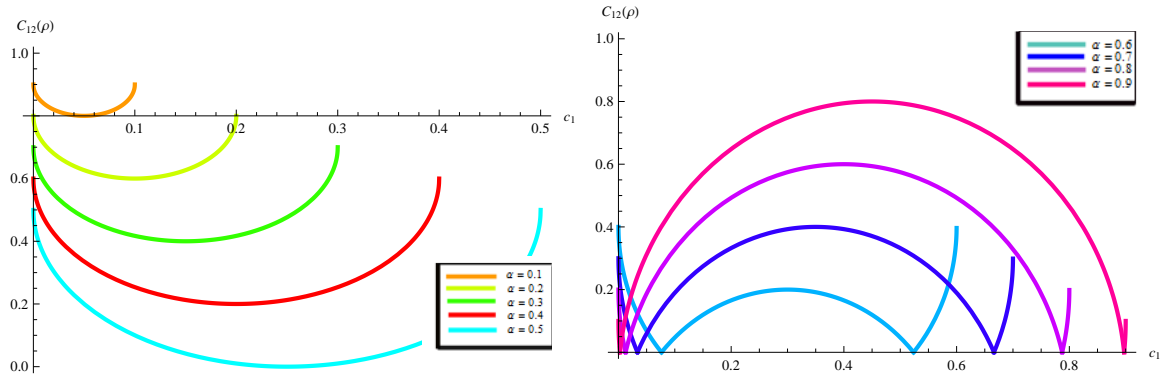 C12(ρ)
1.0
0.1 0.2 0.3 0.4 0.5 c1
0.6
0.4
0.2
0.0
α = 0.1
α = 0.2
α = 0.3
α = 0.4
α = 0.5
C12(ρ)
1.0
0.8
0.6
0.4
0.2
0.2 0.4 0.6 0.8 c1
α = 0.6
α = 0.7
α = 0.8
α = 0.9